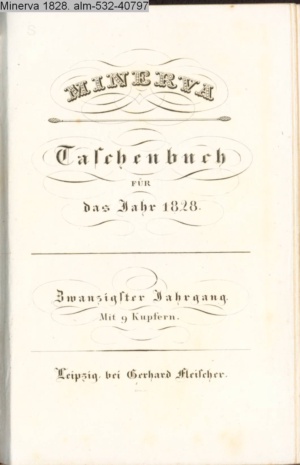 Minerva 1828. alm-532-40797
MINERVA
Taschenbuch
FÜR
das Jahr 1828.
Zwanzigster Jahrgang.
Mit 9 Kupfern.
Leipzig, bei Gerhard Fleischer.